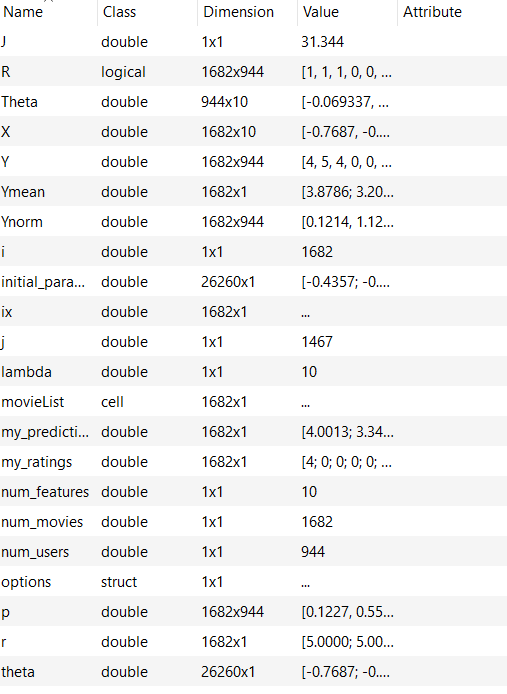 Name Class Dimension Value Attribute
J double 1x1 31.344
R logical 1682x944 [1, 1, 1, 0, 0, ...
Theta double 944x10 [-0.069337, ...
X double 1682x10 [-0.7687, -0....
Y double 1682x944 [4, 5, 4, 0, 0, ...
Ymean double 1682x1 [3.8786; 3.20...
Ynorm double 1682x944 [0.1214, 1.12...
i double 1x1 1682
initial_para... double 26260x1 [-0.4357; -0....
ix double 1682x1 ...
j double 1x1 1467
lambda double 1x1 10
movieList cell 1682x1 ...
my_predicti... double 1682x1 [4.0013; 3.34...
my_ratings double 1682x1 [4; 0; 0; 0; 0; ...
num_features double 1x1 10
num_movies double 1x1 1682
num_users double 1x1 944
options struct 1x1 ...
p double 1682x944 [0.1227, 0.55...
r double 1682x1 [5.0000; 5.00...
theta double 26260x1 [-0.7687; -0....